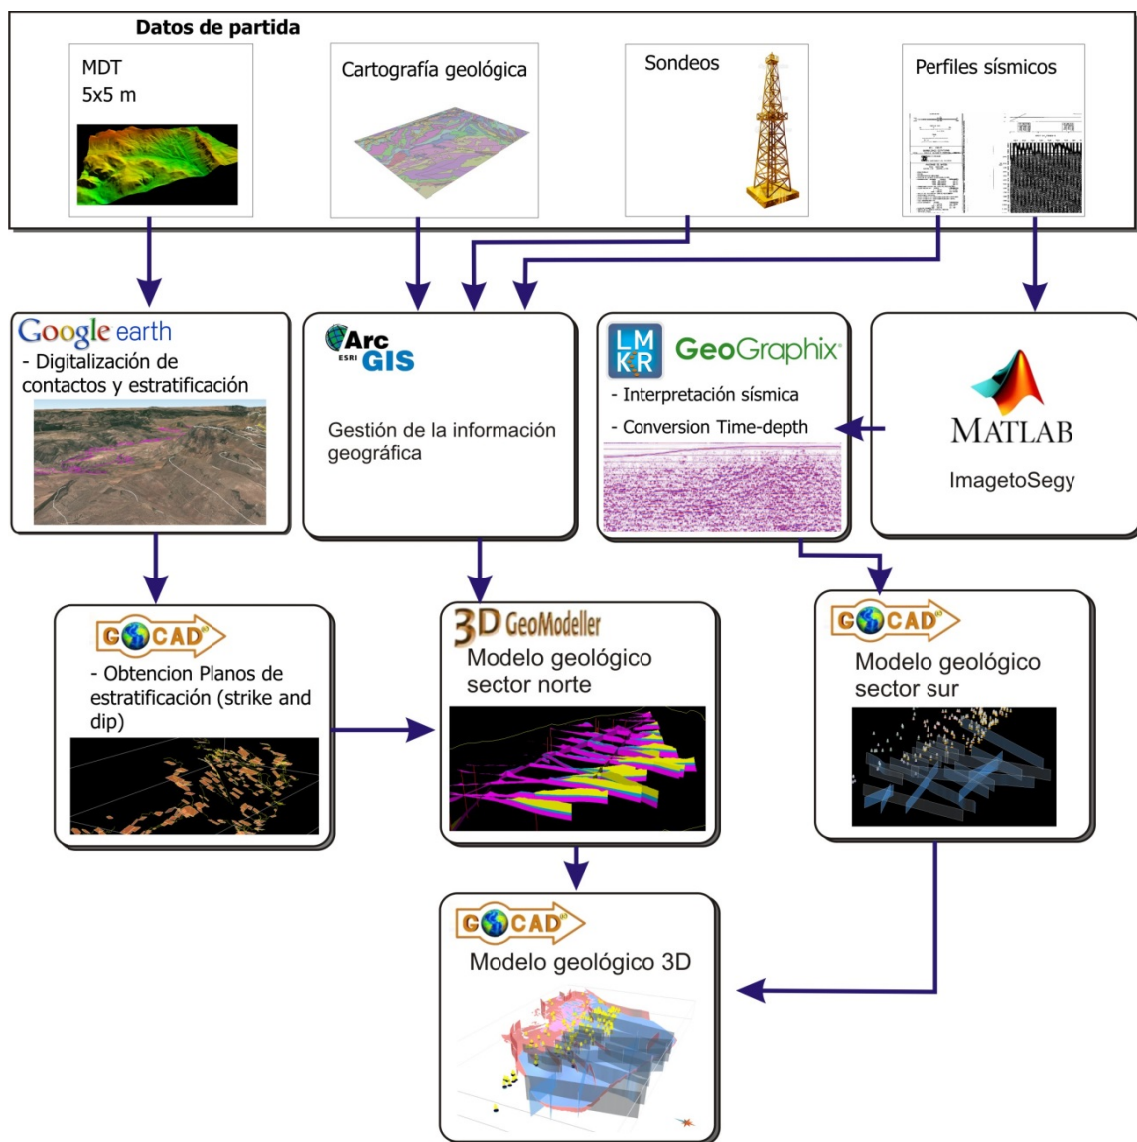 Datos de partida
MDT
5x5 m
Cartografía geológica
Sondeos
Perfiles sísmicos
Google earth
- Digitalización de
contactos y estratificación
Arc
ESRI
GIS
Gestión de la información
geográfica
LM
KR
GeoGraphix
- Interpretación sísmica
- Conversion Time-depth
MATLAB
ImagetoSegy
GOCAD
- Obtencion Planos de
estratificación (strike and
dip)
3D GeoModeller
Modelo geológico
sector norte
GOCAD
Modelo geológico
sector sur
GOCAD
Modelo geológico 3D